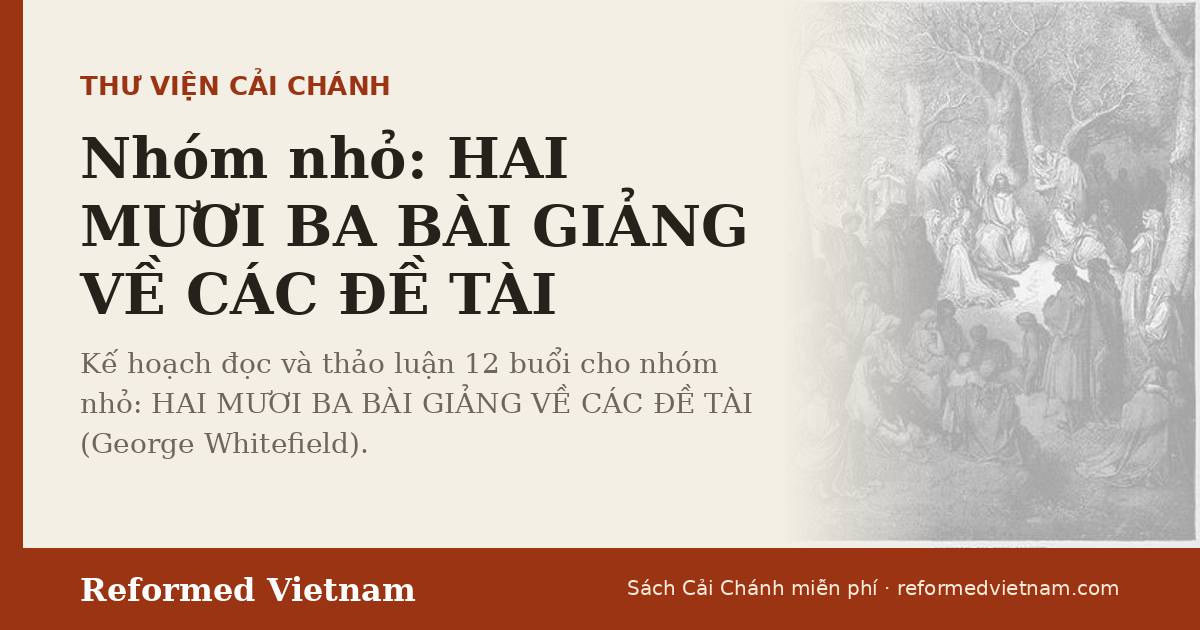 THƯ VIỆN CẢI CHÁNH
Nhóm nhỏ: HAI
MƯƠI BA BÀI GIẢNG
VỀ CÁC ĐỀ TÀI
Kế hoạch đọc và thảo luận 12 buổi cho nhóm
nhỏ: HAI MƯƠI BA BÀI GIẢNG VỀ CÁC ĐỀ TÀI
(George Whitefield).
Reformed Vietnam
Sách Cải Chánh miễn phí · reformedvietnam.com